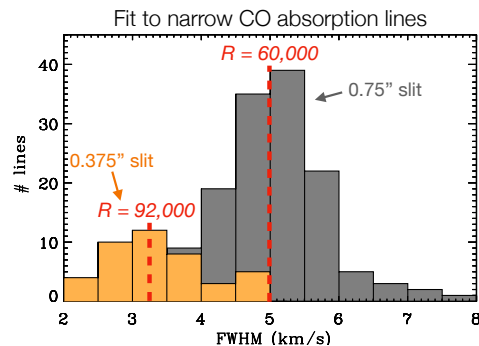 Fit to narrow CO absorption lines
R = 60,000
40
0.75” slit
30
# lines
0.375” slit
20
R = 92,000
10
0
2 3 4 5 6 7 8
FWHM (km/s)